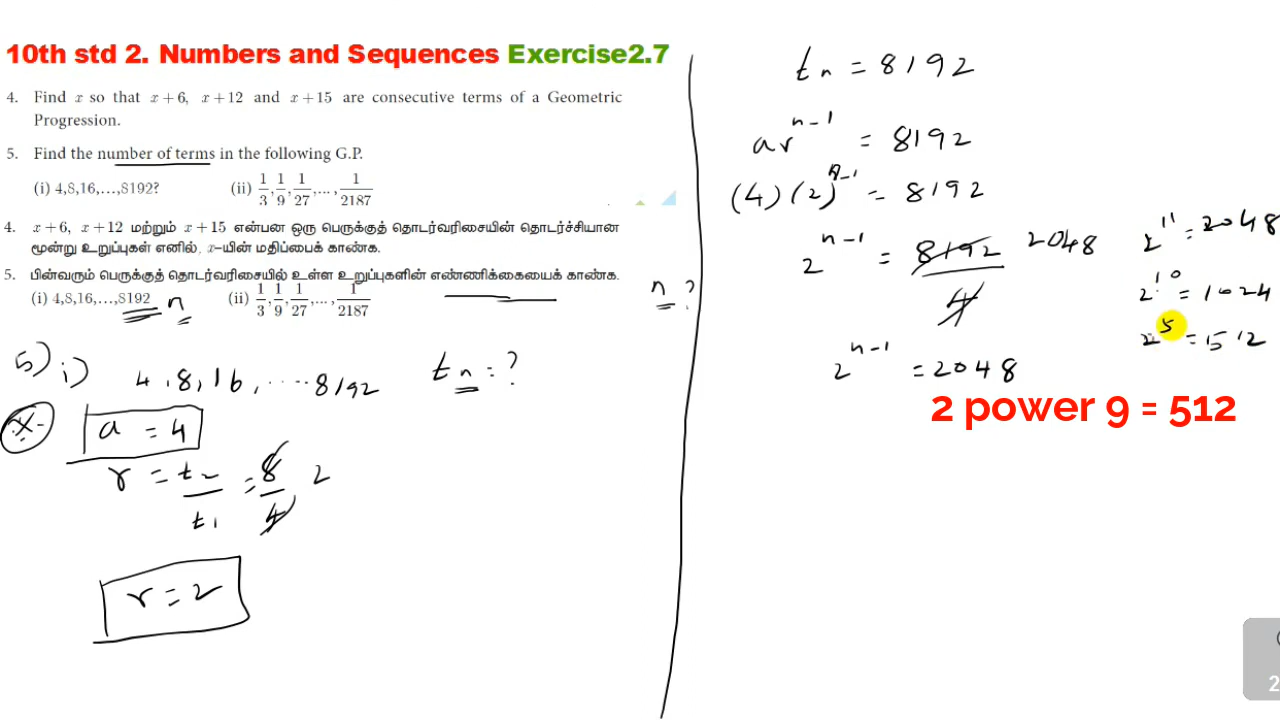 10th std 2. Numbers and Sequences Exercise2.7
4. Find x so that x + 6, x + 12 and x + 15 are consecutive terms of a Geometric
Progression.
5. Find the number of terms in the following G.P.
(i) 4,8,16,…,8192? (ii) 1/3, 1/9, 1/27, …, 1/2187
4. x + 6, x + 12 மற்றும் x + 15 என்பன ஒரு பெருக்குத் தொடர்வரிசையின் தொடர்ச்சியான
மூன்று உறுப்புகள் எனில், x-யின் மதிப்பைக் காண்க.
5. பின்வரும் பெருக்குத் தொடர்வரிசையில் உள்ள உறுப்புகளின் எண்ணிக்கையைக் காண்க.
(i) 4,8,16,…,8192 n (ii) 1/3, 1/9, 1/27, …, 1/2187
n ?
5) i) 4, 8, 16, ..... 8192 tn = ?
a = 4
r = t2/t1 = 8/4 2
r = 2
tn = 8192
ar^n-1 = 8192
(4) (2)^n-1 = 8192
2^n-1 = 8192/4 2048
2^n-1 = 2048
2^11 = 2048
2^10 = 1024
2^5 = 512
2 power 9 = 512
2